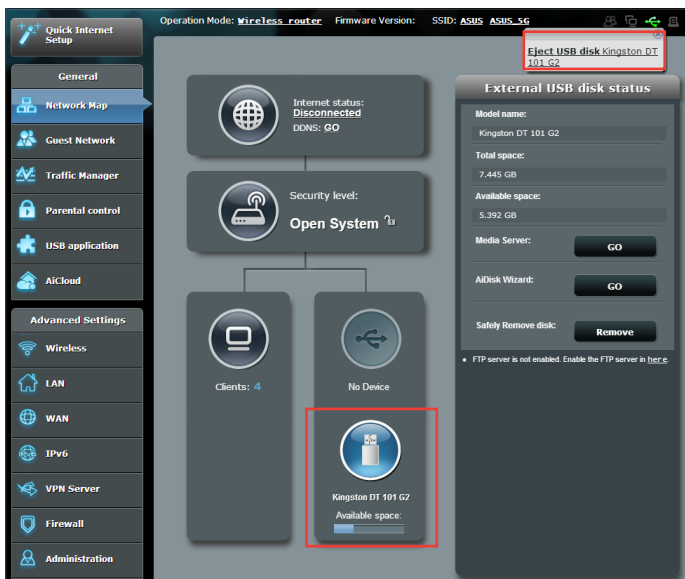 Quick Internet
Setup
Operation Mode: Wireless router Firmware Version: SSID: ASUS ASUS_5G
Eject USB disk Kingston DT
101 G2
General
Network Map
Guest Network
Traffic Manager
Parental control
USB application
AiCloud
Advanced Settings
Wireless
LAN
WAN
IPv6
IPv6
VPN Server
Firewall
Administration
Internet status:
Disconnected
DDNS: GO
Security level:
Open System
Clients: 4
No Device
Kingston DT 101 G2
Available space:
External USB disk status
Model name:
Kingston DT 101 G2
Total space:
7.445 GB
Available space:
5.392 GB
Media Server:
GO
AiDisk Wizard:
GO
Safely Remove disk:
Remove
FTP server is not enabled. Enable the FTP server in here.